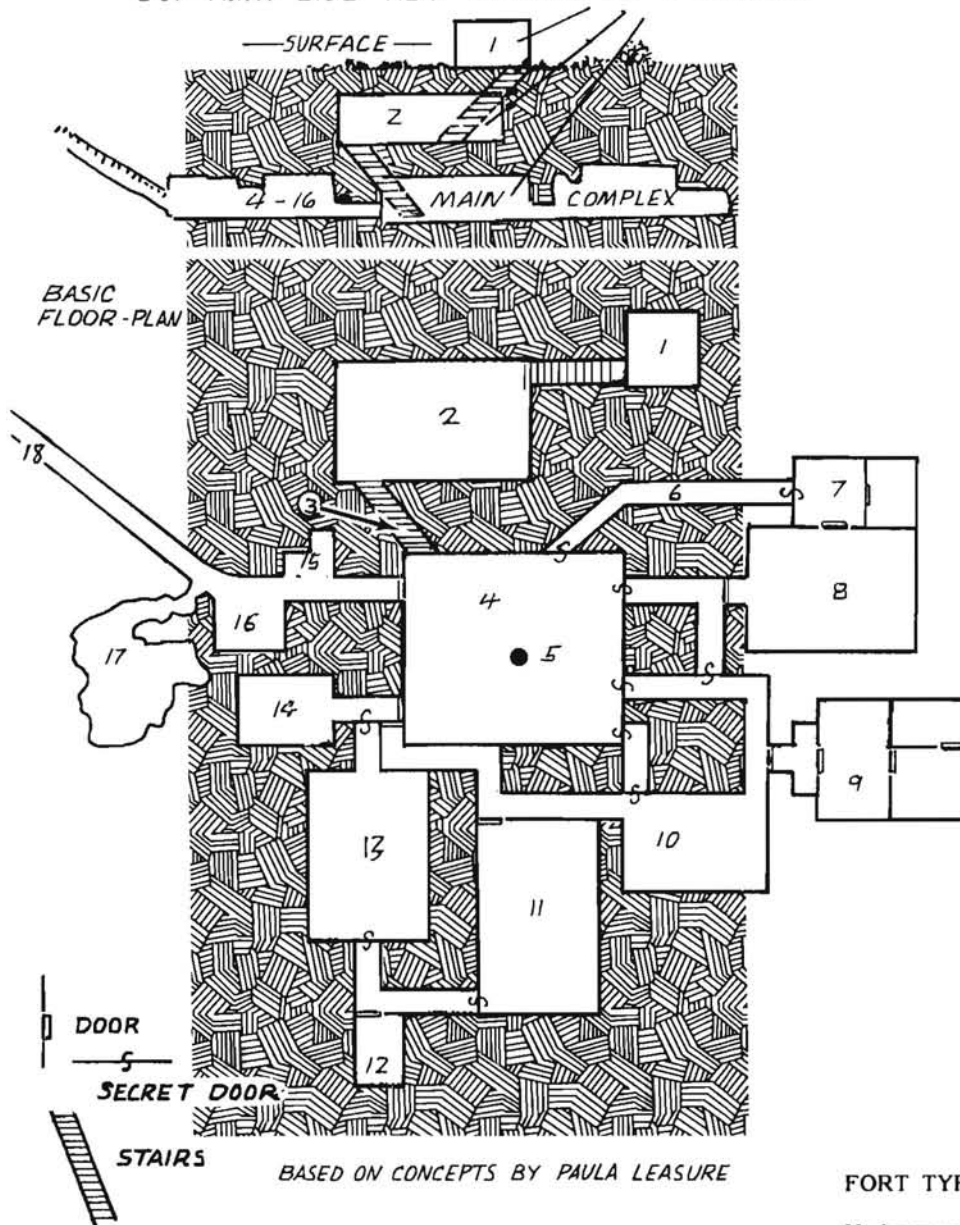 —SURFACE—
1
2
4-16
MAIN
COMPLEX
BASIC
FLOOR-PLAN
1
2
3
18
6
7
15
4
8
16
17
5
14
9
13
10
11
12
DOOR
S
SECRET DOOR
STAIRS
BASED ON CONCEPTS BY PAULA LEASURE
FORT TYP